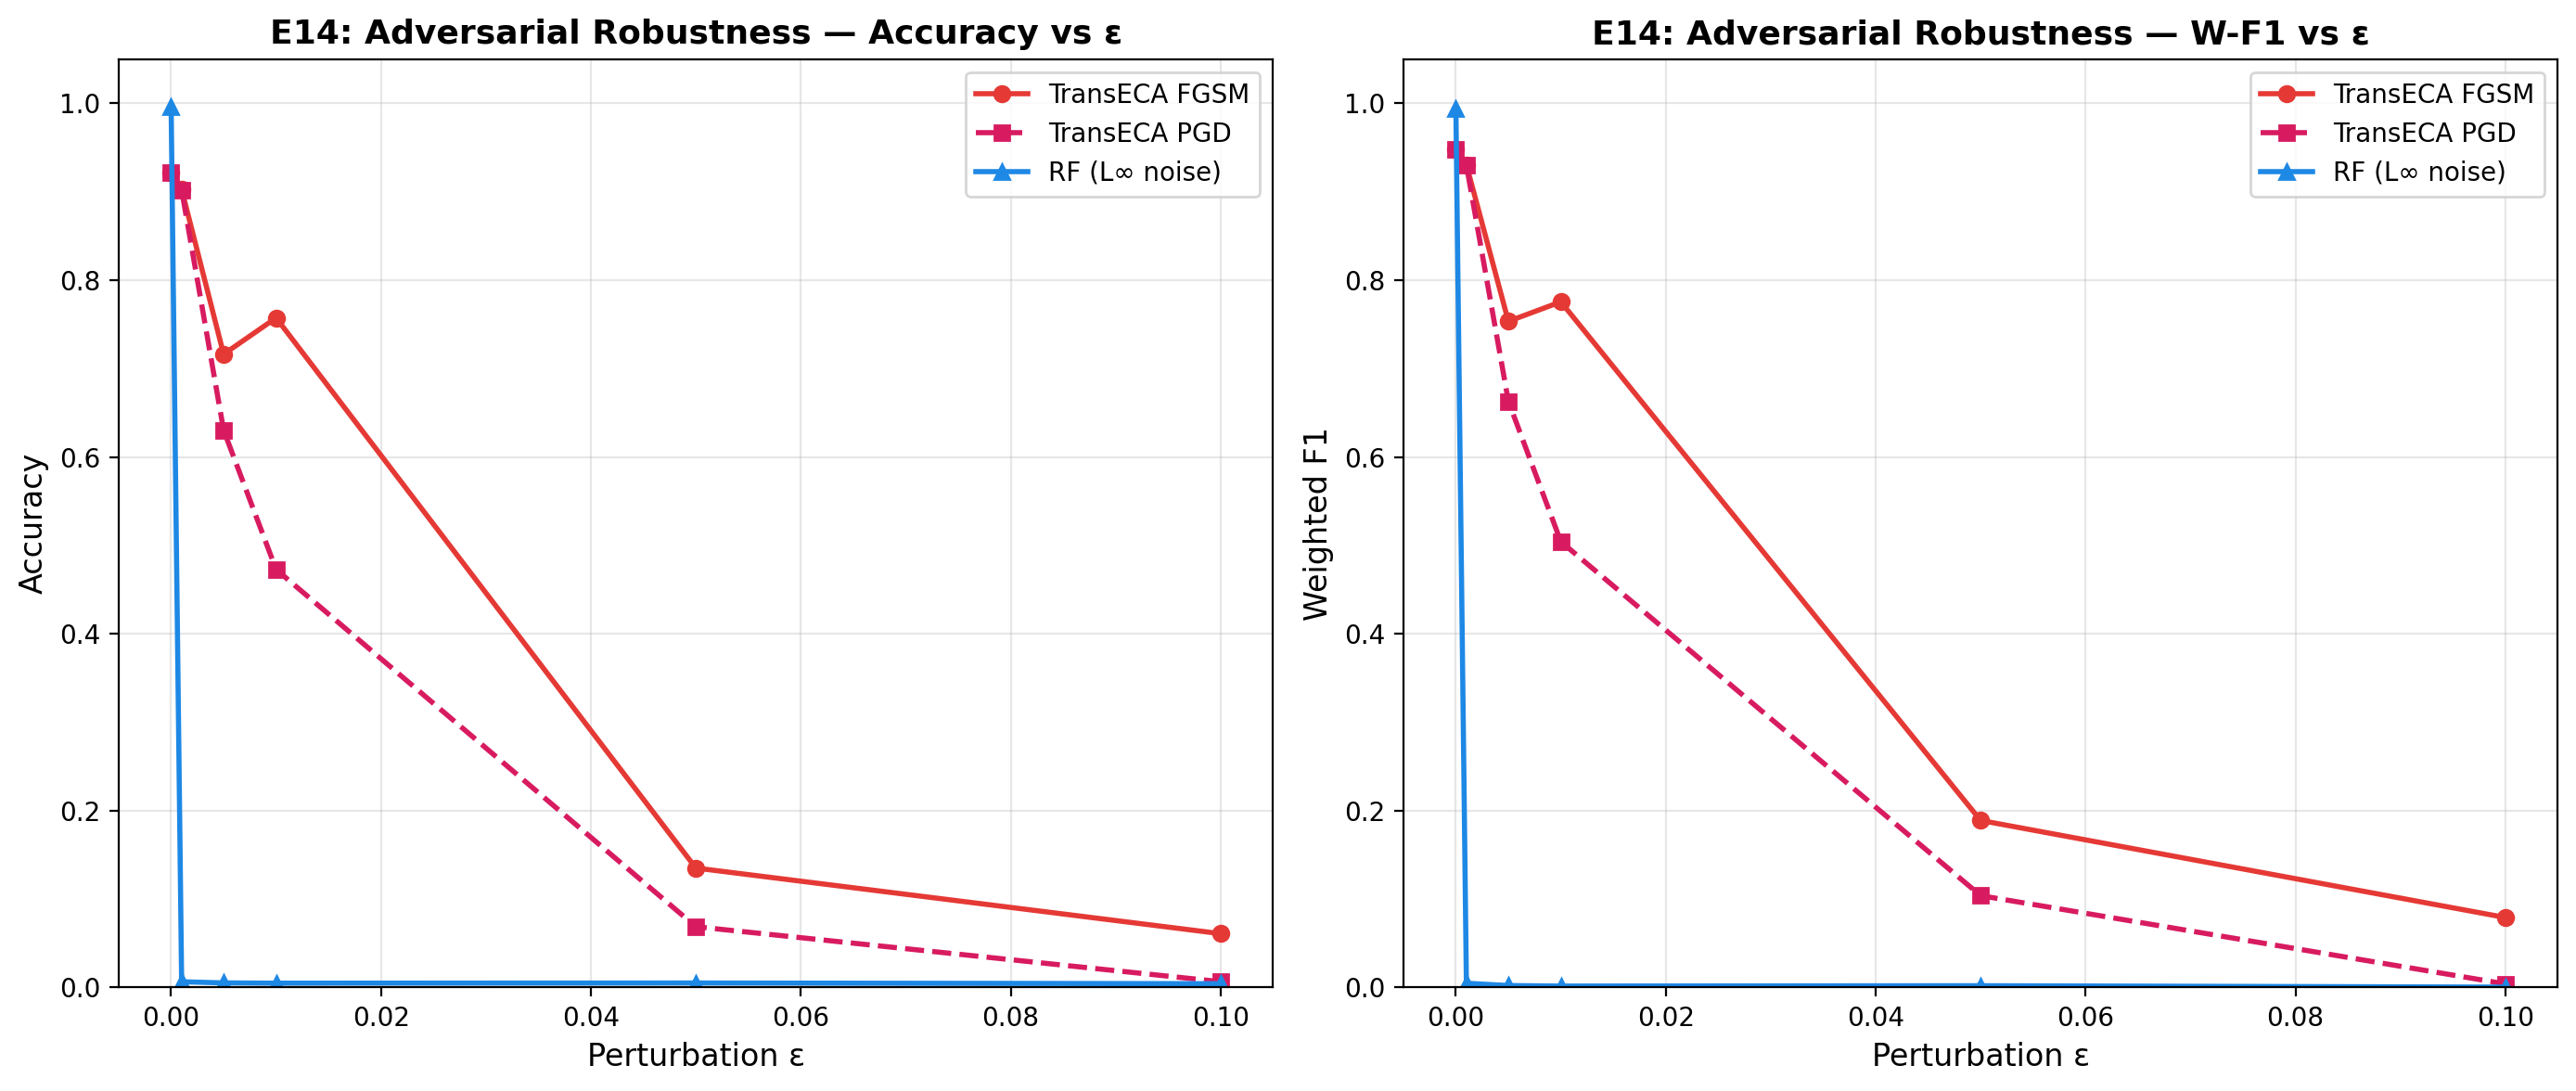 E14: Adversarial Robustness — Accuracy vs ε
TransECA FGSM
TransECA PGD
RF (L∞ noise)
Accuracy
1.0
0.8
0.6
0.4
0.2
0.0
0.00 0.02 0.04 0.06 0.08 0.10
Perturbation ε
E14: Adversarial Robustness — W-F1 vs ε
TransECA FGSM
TransECA PGD
RF (L∞ noise)
Weighted F1
1.0
0.8
0.6
0.4
0.2
0.0
0.00 0.02 0.04 0.06 0.08 0.10
Perturbation ε